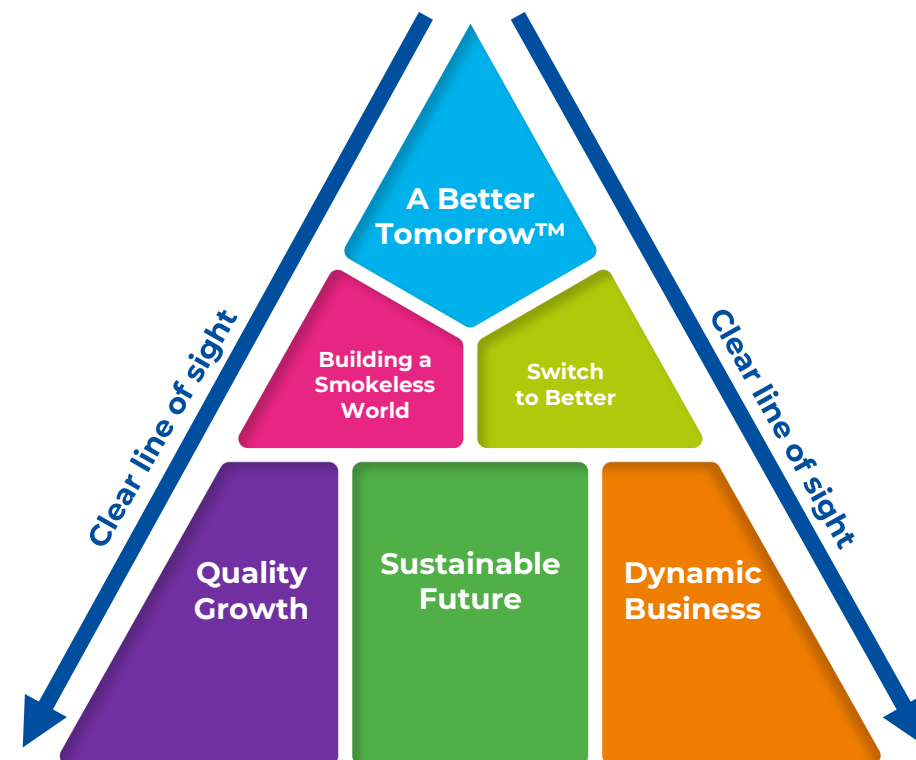 A Better
Tomorrow™
Clear line of sight
Clear line of sight
Building a
Smokeless
World
Switch
to Better
Quality
Growth
Sustainable
Future
Dynamic
Business